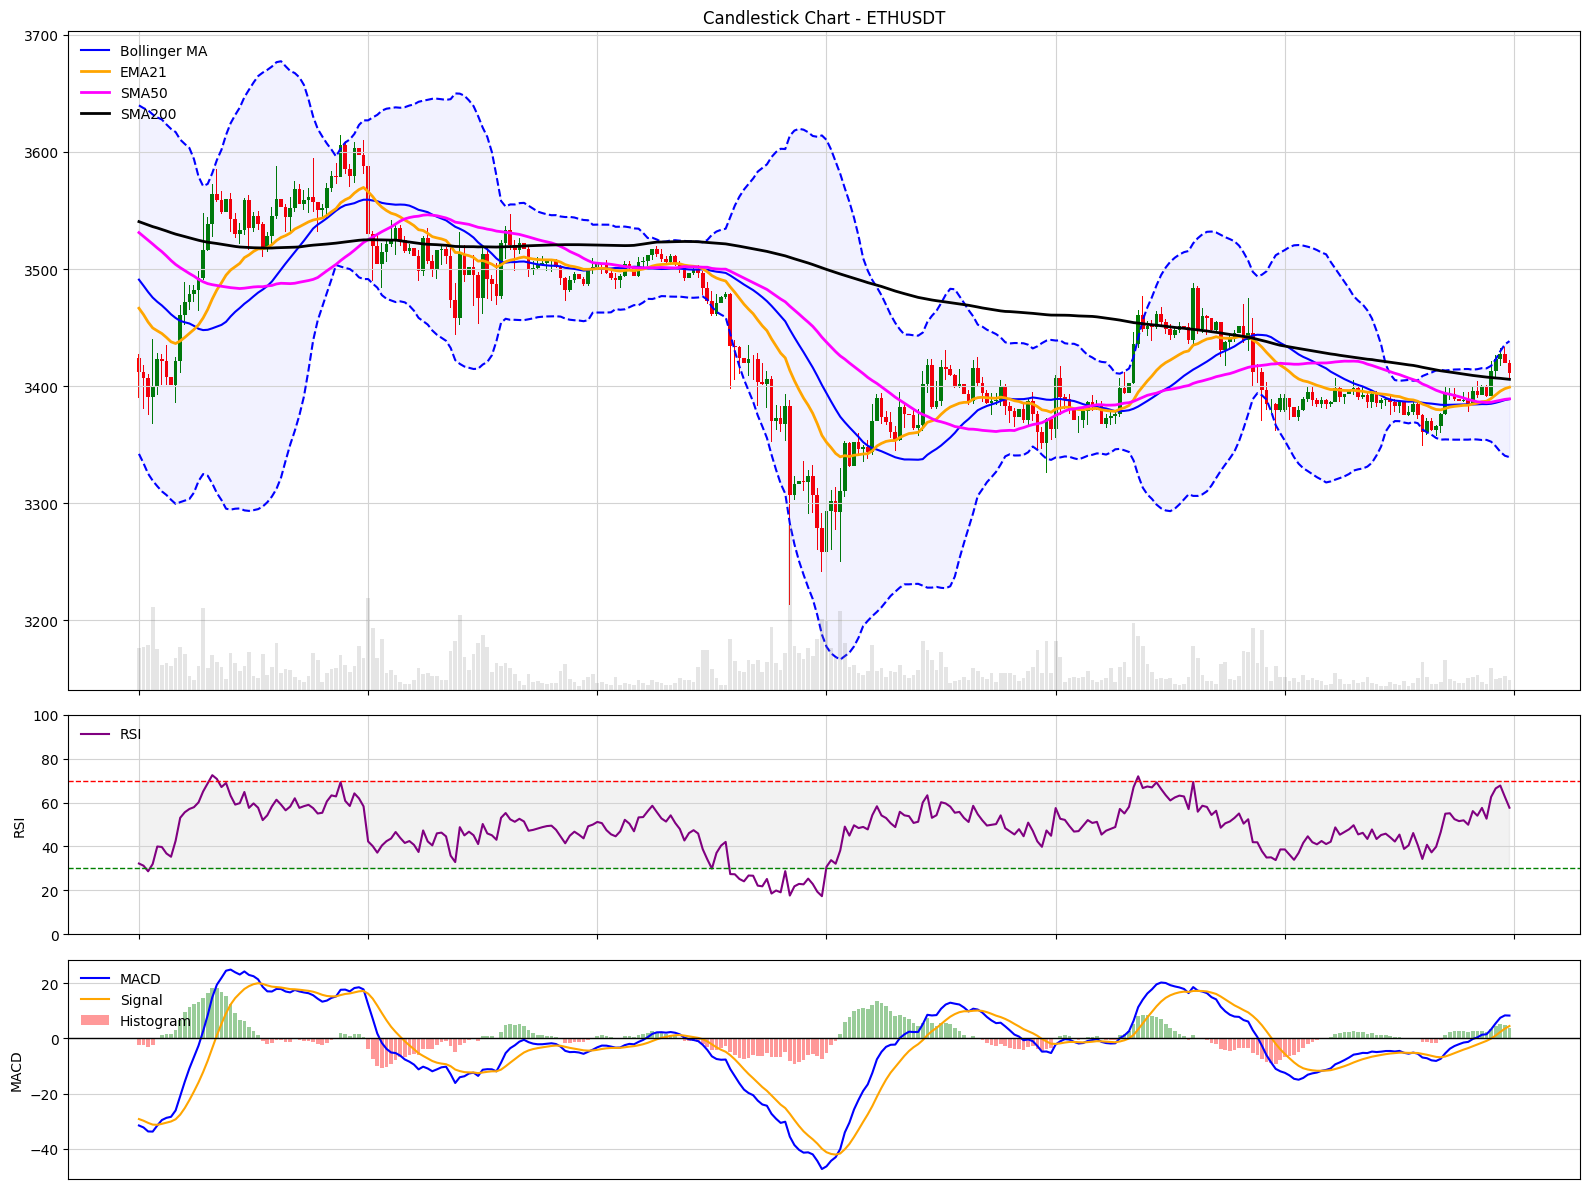 Candlestick Chart - ETHUSDT
3700
3600
3500
3400
3300
3200
Bollinger MA
EMA21
SMA50
SMA200
100
80
60
40
20
0
RSI
RSI
20
0
−20
−40
MACD
MACD
Signal
Histogram